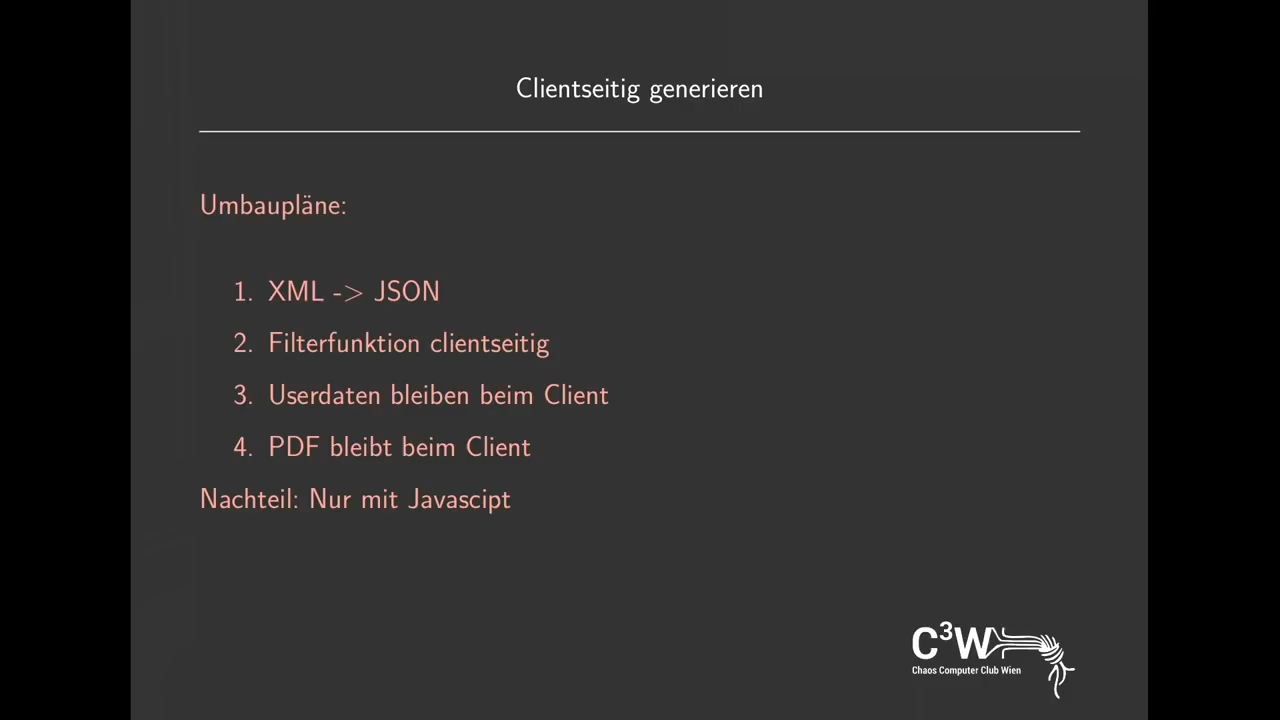 Clientseitig generieren
Umbaupläne:
1. XML -> JSON
2. Filterfunktion clientseitig
3. Userdaten bleiben beim Client
4. PDF bleibt beim Client
Nachteil: Nur mit Javascipt
C³W
Chaos Computer Club Wien